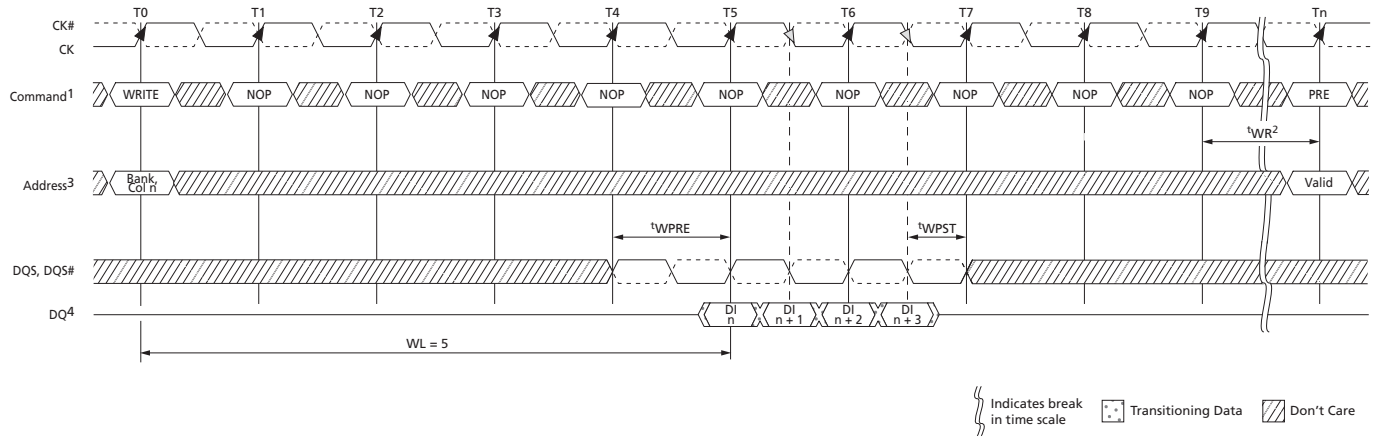 T0 T1 T2 T3 T4 T5 T6 T7 T8 T9 Tn
CK#
CK
Command1 WRITE NOP NOP NOP NOP NOP NOP NOP NOP NOP PRE
tWR2
Address3 Bank, Col n Valid
tWPRE tWPST
DQS, DQS#
DQ4 DI n DI n + 1 DI n + 2 DI n + 3
WL = 5
Indicates break in time scale Transitioning Data Don't Care